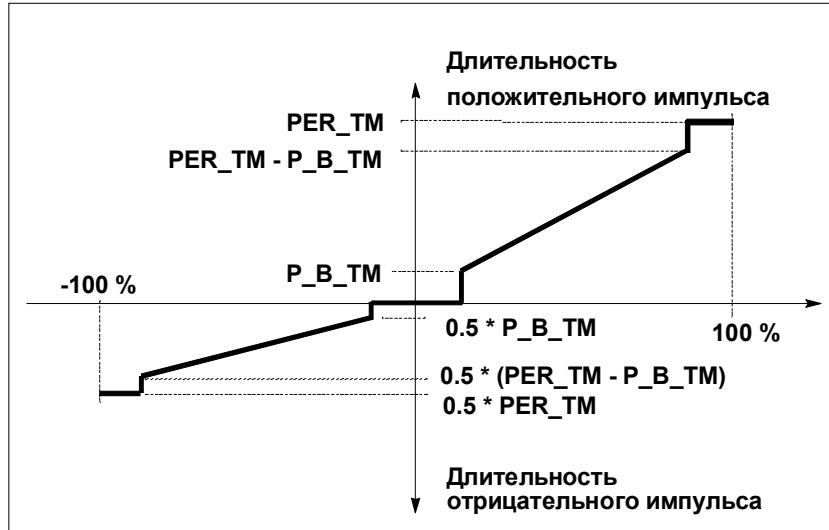 Длительность
положительного импульса
PER_TM
PER_TM - P_B_TM
P_B_TM
-100 %
0.5 * P_B_TM
100 %
0.5 * (PER_TM - P_B_TM)
0.5 * PER_TM
Длительность
отрицательного импульса